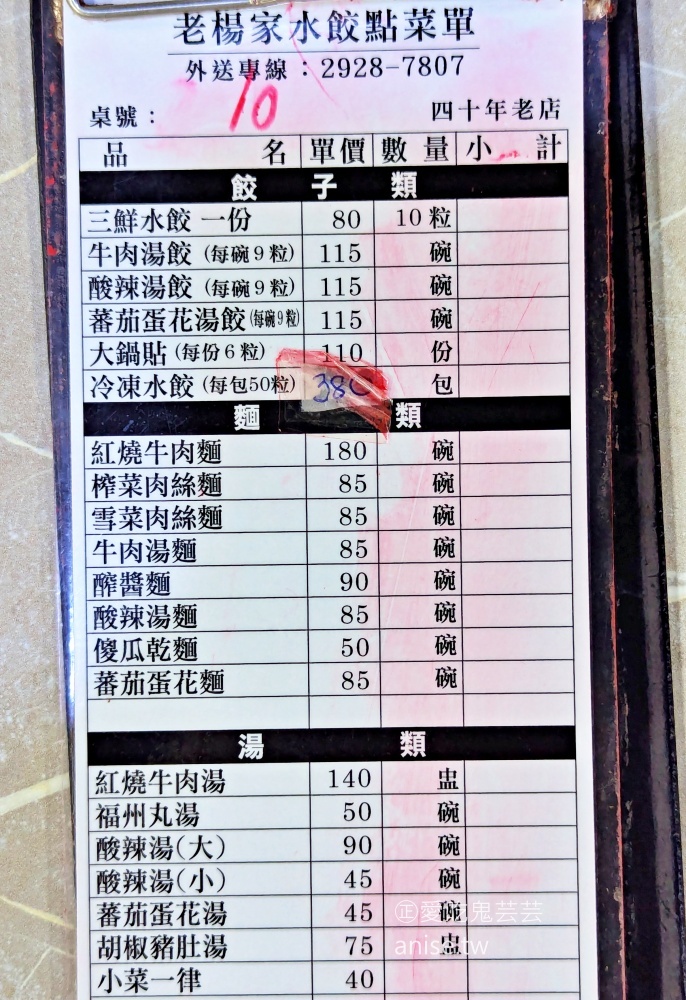 老楊家水餃點菜單
外送專線：2928-7807
桌號： 10 四十年老店
品名 單價 數量 小計
餃子類
三鮮水餃 一份 80 10粒
牛肉湯餃 (每碗9粒) 115 碗
酸辣湯餃 (每碗9粒) 115 碗
蕃茄蛋花湯餃 (每碗9粒) 115 碗
大鍋貼 (每份6粒) 110 份
冷凍水餃 (每包50粒) 380 包
麵類
紅燒牛肉麵 180 碗
榨菜肉絲麵 85 碗
雪菜肉絲麵 85 碗
牛肉湯麵 85 碗
醡醬麵 90 碗
酸辣湯麵 85 碗
傻瓜乾麵 50 碗
蕃茄蛋花麵 85 碗
湯類
紅燒牛肉湯 140 盅
福州丸湯 50 碗
酸辣湯(大) 90 碗
酸辣湯(小) 45 碗
蕃茄蛋花湯 45 碗
胡椒豬肚湯 75 盅
小菜一律 40
㊣愛吃鬼芸芸
aniseblog.tw